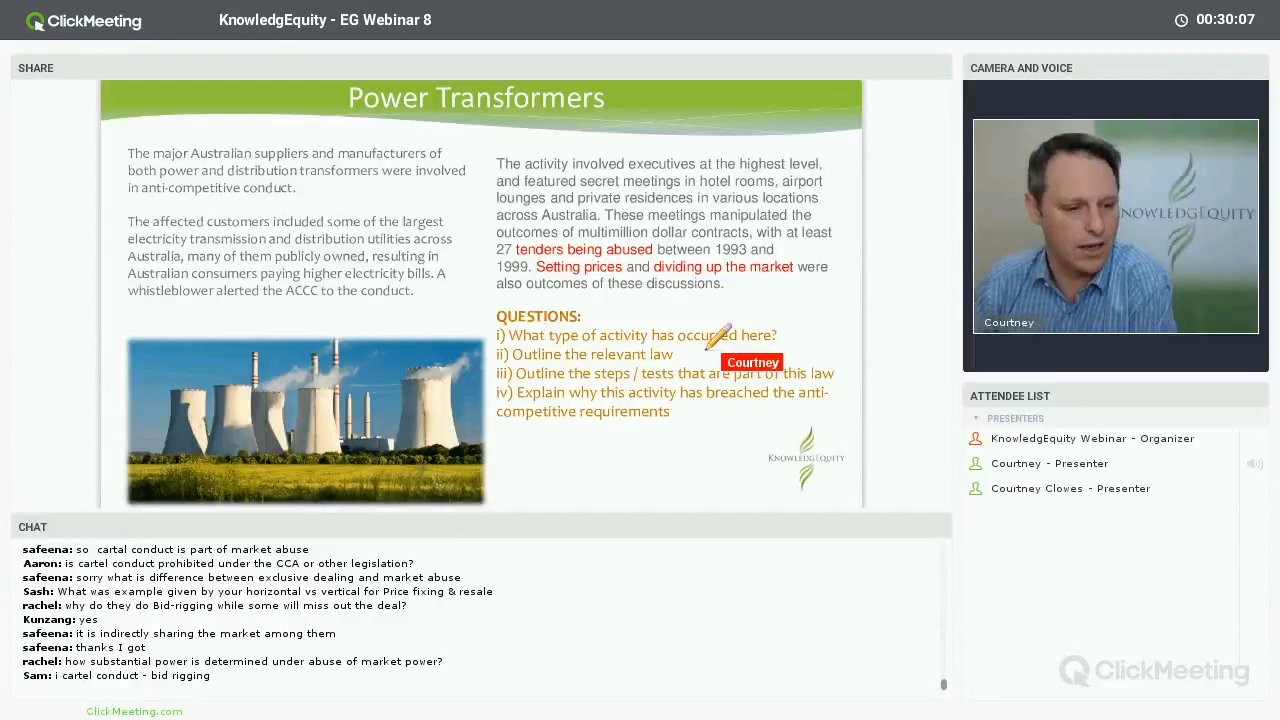 ClickMeeting
KnowledgEquity - EG Webinar 8
00:30:07
SHARE
Power Transformers
The major Australian suppliers and manufacturers of
both power and distribution transformers were involved
in anti-competitive conduct.
The affected customers included some of the largest
electricity transmission and distribution utilities across
Australia, many of them publicly owned, resulting in
Australian consumers paying higher electricity bills. A
whistleblower alerted the ACCC to the conduct.
The activity involved executives at the highest level,
and featured secret meetings in hotel rooms, airport
lounges and private residences in various locations
across Australia. These meetings manipulated the
outcomes of multimillion dollar contracts, with at least
27 tenders being abused between 1993 and
1999. Setting prices and dividing up the market were
also outcomes of these discussions.
QUESTIONS:
i) What type of activity has occurred here?
ii) Outline the relevant law
iii) Outline the steps / tests that are part of this law
iv) Explain why this activity has breached the anti-
competitive requirements
Courtney
KNOWLEDGEQUITY
CAMERA AND VOICE
KNOWLEDGEQUITY
Courtney
ATTENDEE LIST
PRESENTERS
KnowledgEquity Webinar - Organizer
Courtney - Presenter
Courtney Clowes - Presenter
CHAT
safeena: so cartal conduct is part of market abuse
Aaron: is cartel conduct prohibited under the CCA or other legislation?
safeena: sorry what is difference between exclusive dealing and market abuse
Sash: What was example given by your horizontal vs vertical for Price fixing & resale
rachel: why do they do Bid-rigging while some will miss out the deal?
Kunzang: yes
safeena: it is indirectly sharing the market among them
safeena: thanks I got
rachel: how substantial power is determined under abuse of market power?
Sam: i cartel conduct - bid rigging
ClickMeeting
ClickMeeting.com